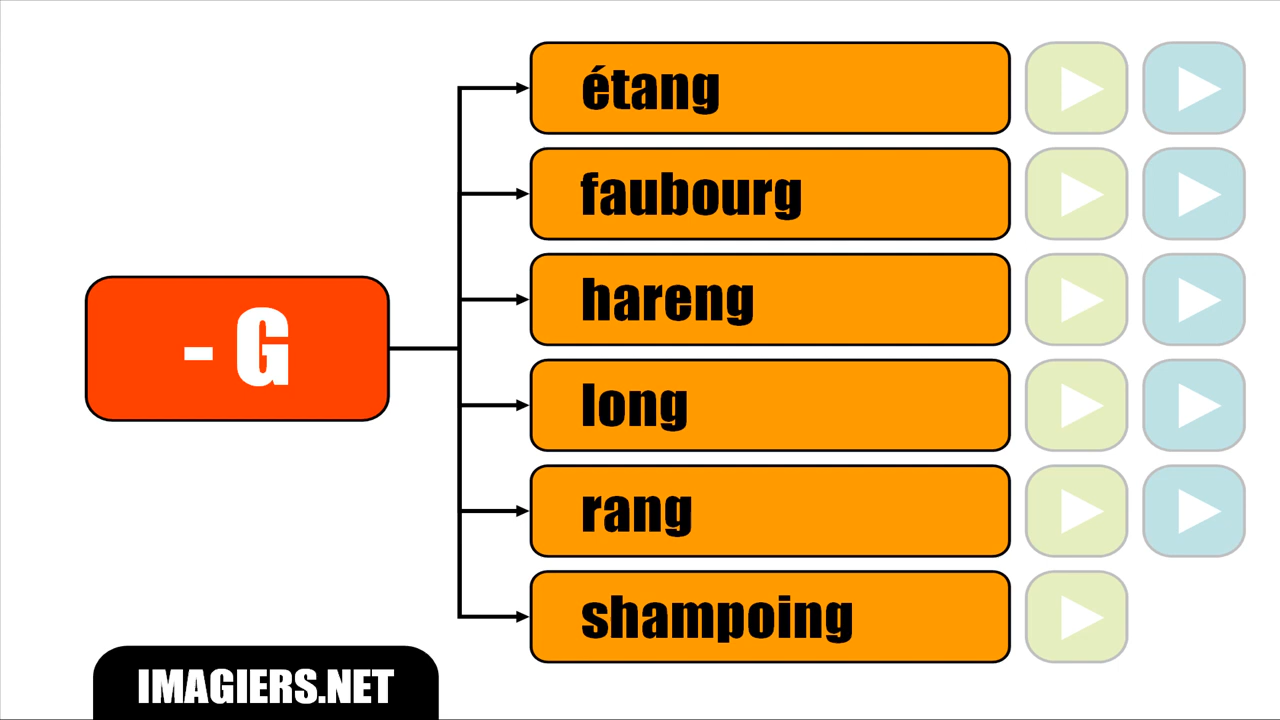 étang
faubourg
hareng
- G
long
rang
shampoing
IMAGIERS.NET